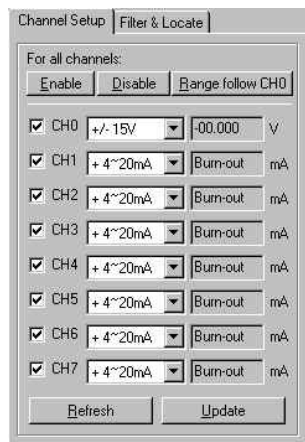 Channel Setup Filter & Locate
For all channels:
Enable Disable Range follow CH0
CH0 +/- 15V -00.000 V
CH1 + 4~20mA Burn-out mA
CH2 + 4~20mA Burn-out mA
CH3 + 4~20mA Burn-out mA
CH4 + 4~20mA Burn-out mA
CH5 + 4~20mA Burn-out mA
CH6 + 4~20mA Burn-out mA
CH7 + 4~20mA Burn-out mA
Refresh Update